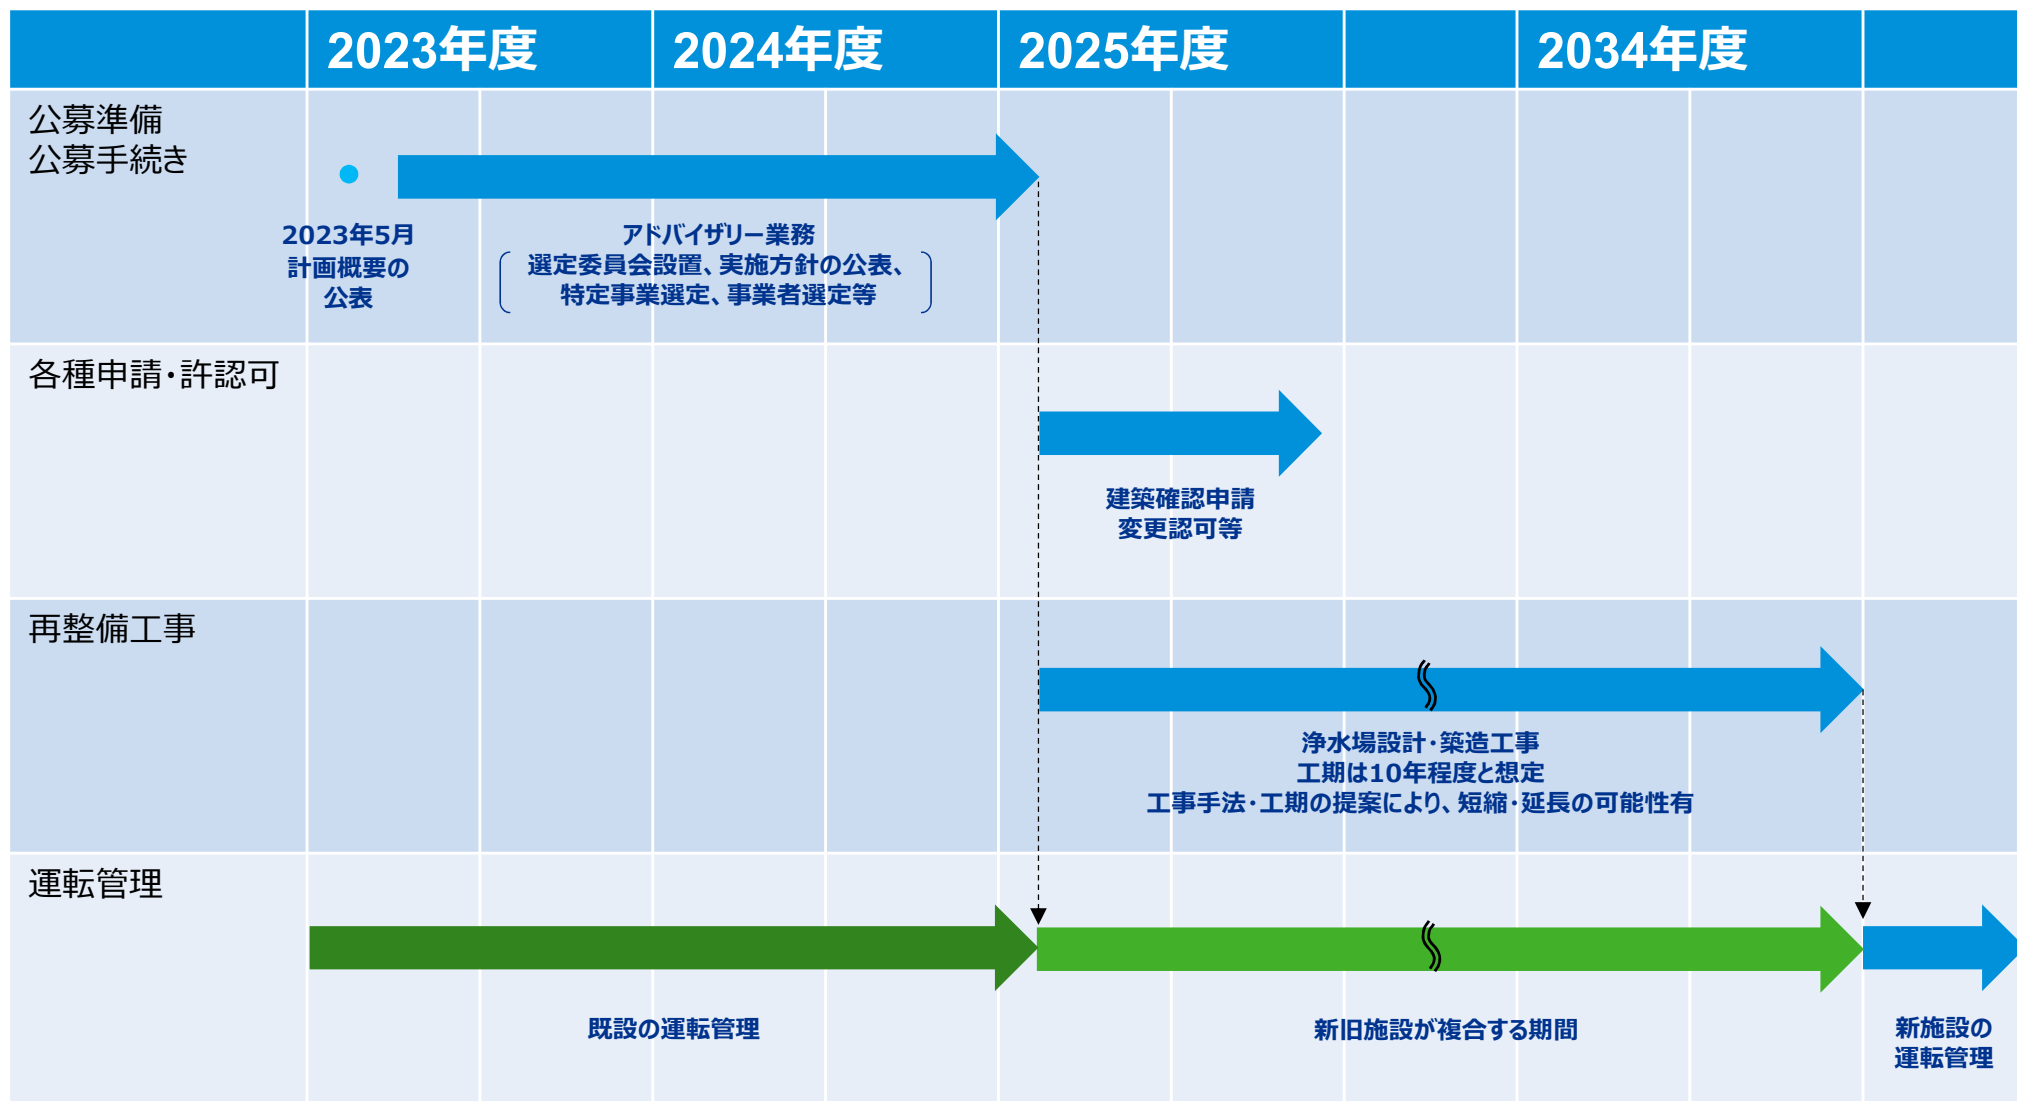 2023年度 2024年度 2025年度 2034年度
公募準備
公募手続き
2023年5月
計画概要の
公表
アドバイザリー業務
選定委員会設置、実施方針の公表、
特定事業選定、事業者選定等
各種申請・許認可
建築確認申請
変更認可等
再整備工事
浄水場設計・築造工事
工期は10年程度と想定
工事手法・工期の提案により、短縮・延長の可能性有
運転管理
既設の運転管理
新旧施設が複合する期間
新施設の
運転管理